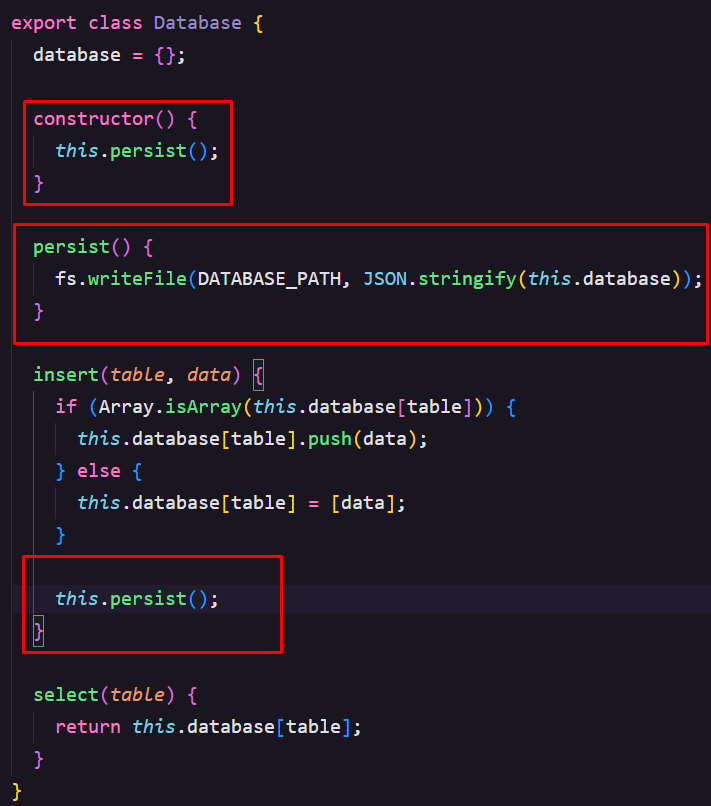 export class Database {
database = {};
constructor() {
this.persist();
}
persist() {
fs.writeFile(DATABASE_PATH, JSON.stringify(this.database));
}
insert(table, data) {
if (Array.isArray(this.database[table])) {
this.database[table].push(data);
} else {
this.database[table] = [data];
}
this.persist();
}
select(table) {
return this.database[table];
}
}